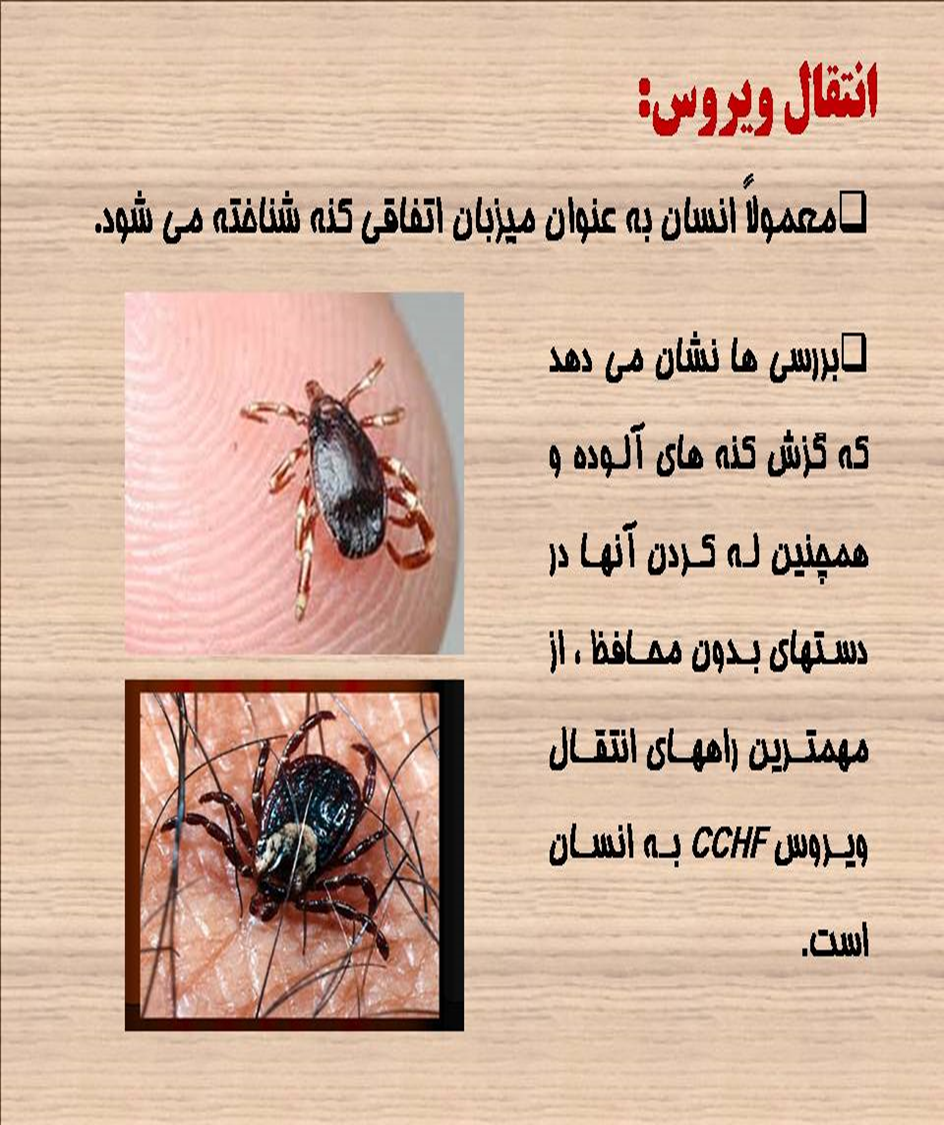 انتقال ویروس:
❑معمولاً انسان به عنوان میزبان اتفاقی کنه شناخته می شود.
❑بررسی ها نشان می دهد
که گزش کنه های آلوده و
همچنین له کردن آنها در
دستهای بدون محافظ ، از
مهمترین راههای انتقال
ویروس CCHF به انسان
است.